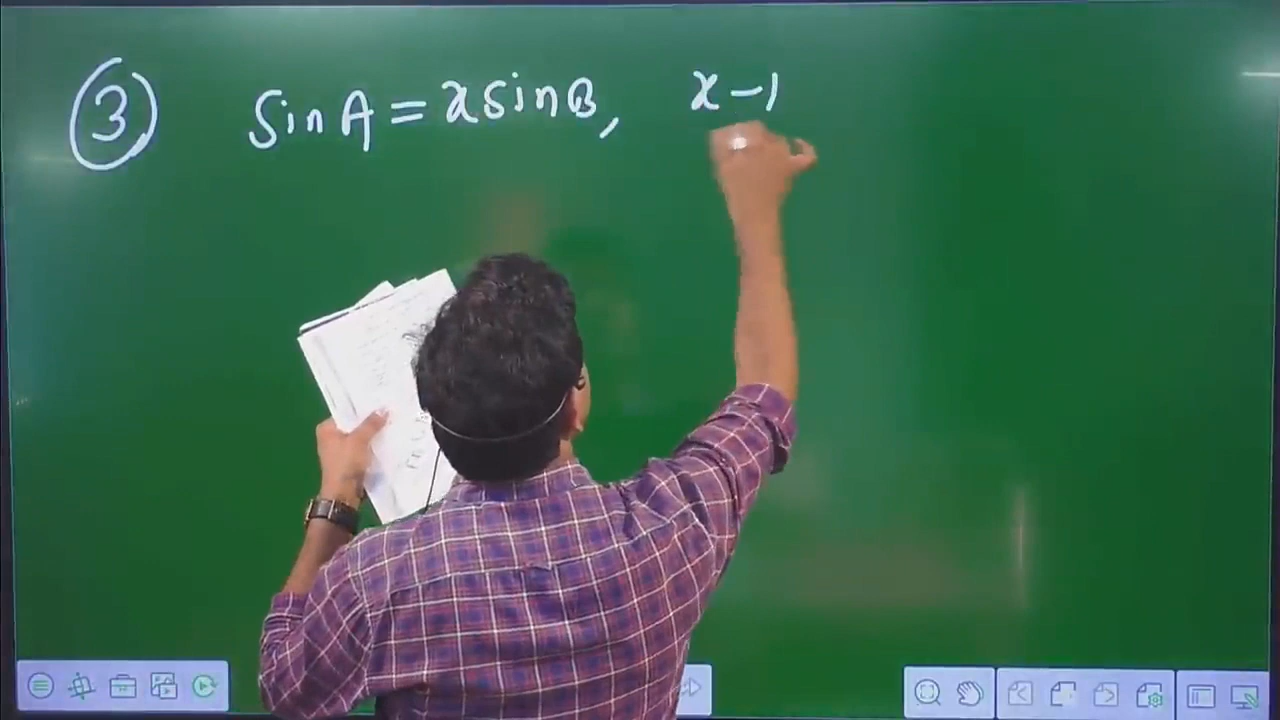 ③ Sin A = x sin B, x - 1